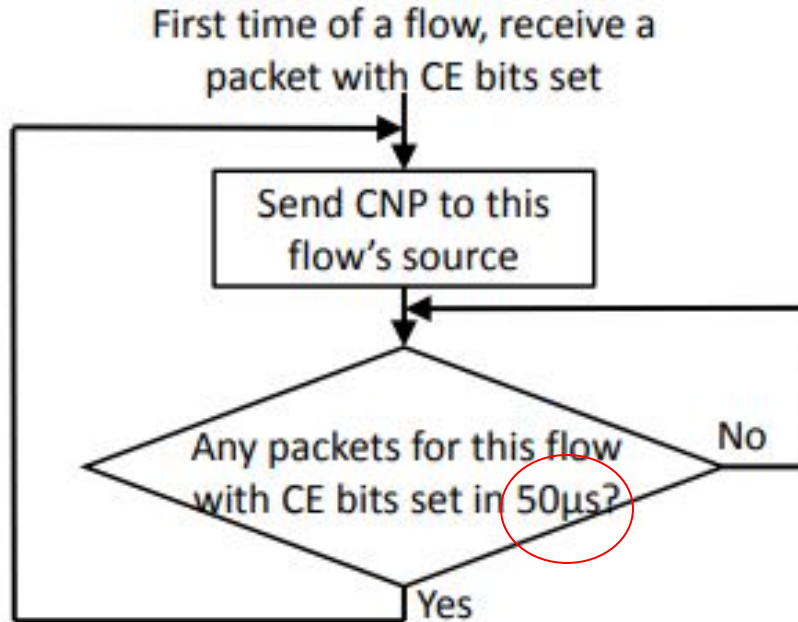 First time of a flow, receive a
packet with CE bits set
Send CNP to this
flow's source
Any packets for this flow
with CE bits set in 50μs?
No
Yes